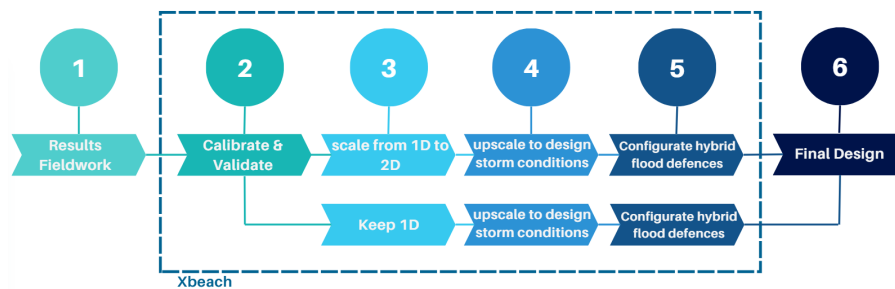 1
2
3
4
5
6
Results
Fieldwork
Calibrate &
Validate
scale from 1D to
2D
upscale to design
storm conditions
Configurate hybrid
flood defences
Final Design
Keep 1D
upscale to design
storm conditions
Configurate hybrid
flood defences
Xbeach